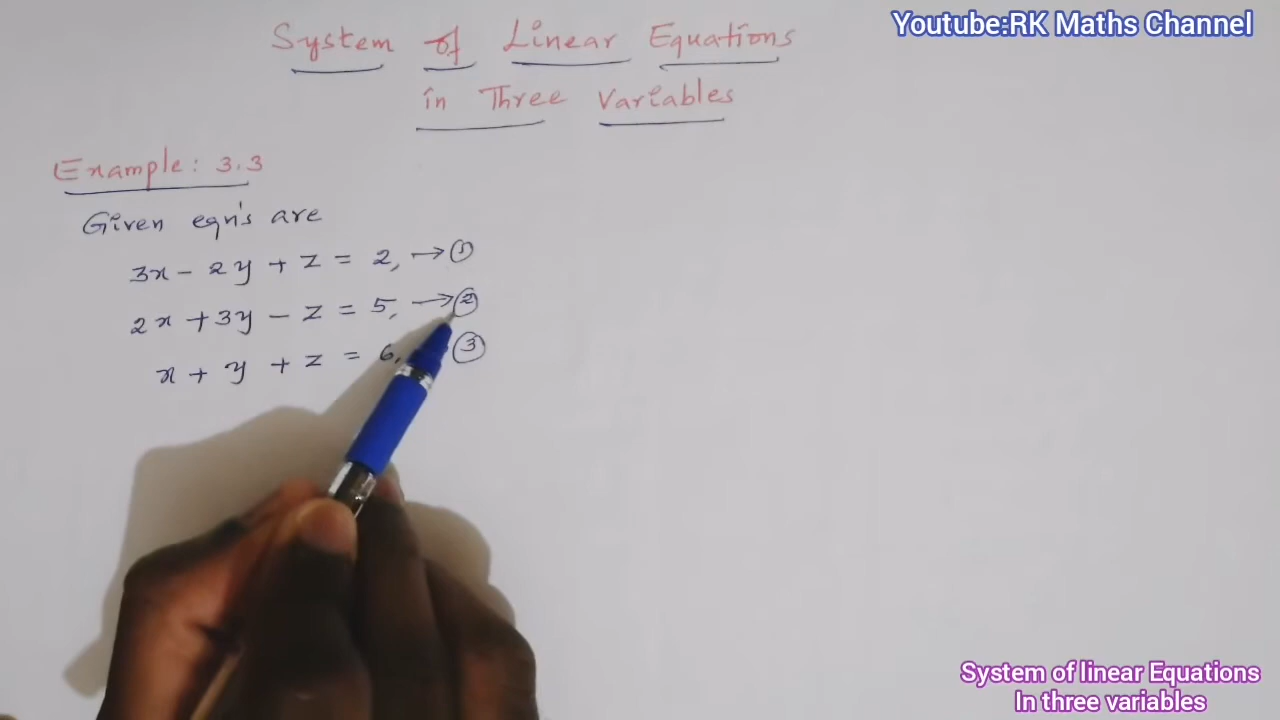 Youtube:RK Maths Channel
System of Linear Equations
in Three Variables
Example: 3.3
Given eqn's are
3x - 2y + z = 2, → ①
2x + 3y - z = 5, → ②
x + y + z = 6, ③
System of linear Equations
In three variables